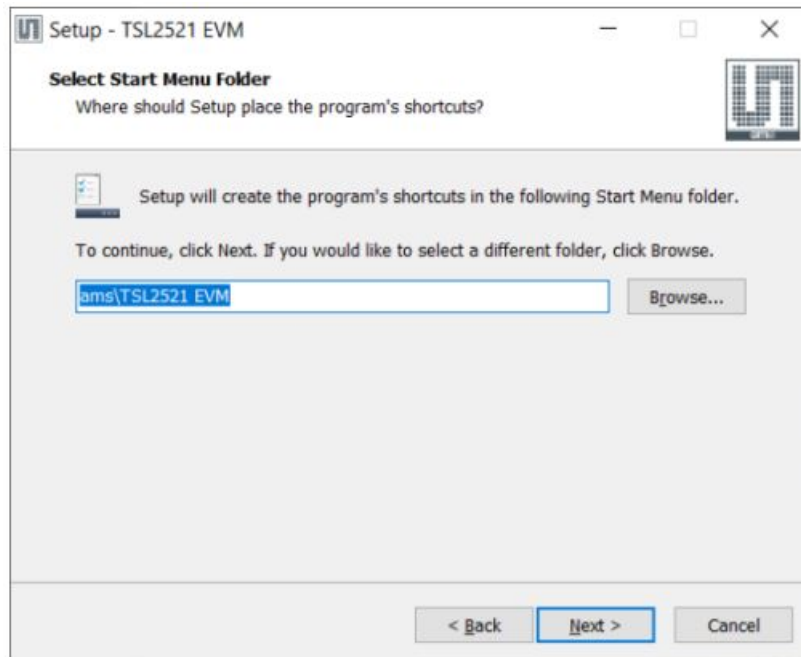 Setup - TSL2521 EVM
Select Start Menu Folder
Where should Setup place the program's shortcuts?
Setup will create the program's shortcuts in the following Start Menu folder.
To continue, click Next. If you would like to select a different folder, click Browse.
ams\TSL2521 EVM
Browse...
< Back
Next >
Cancel